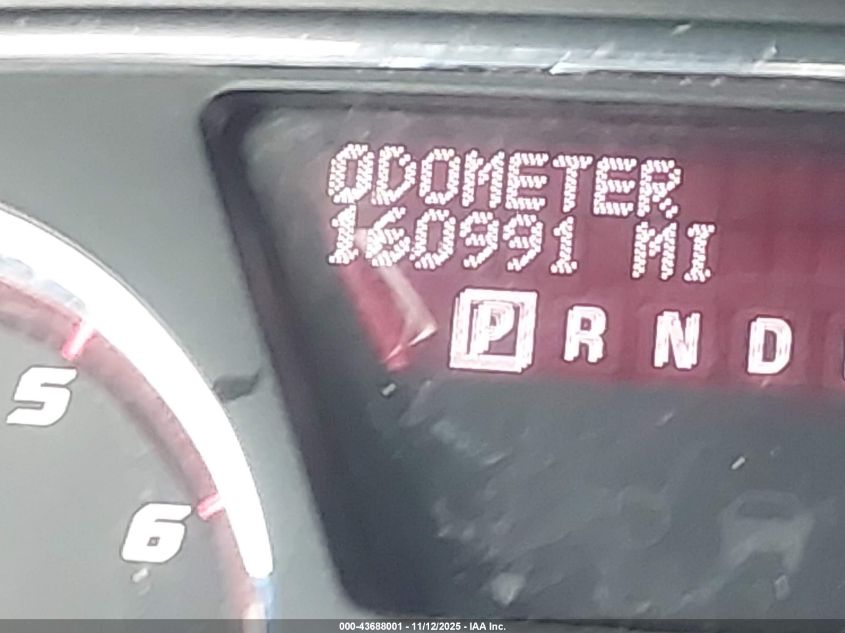 ODOMETER
160991 MI
P R N D
5
6
000-43688001 - 11/12/2025 - IAA Inc.